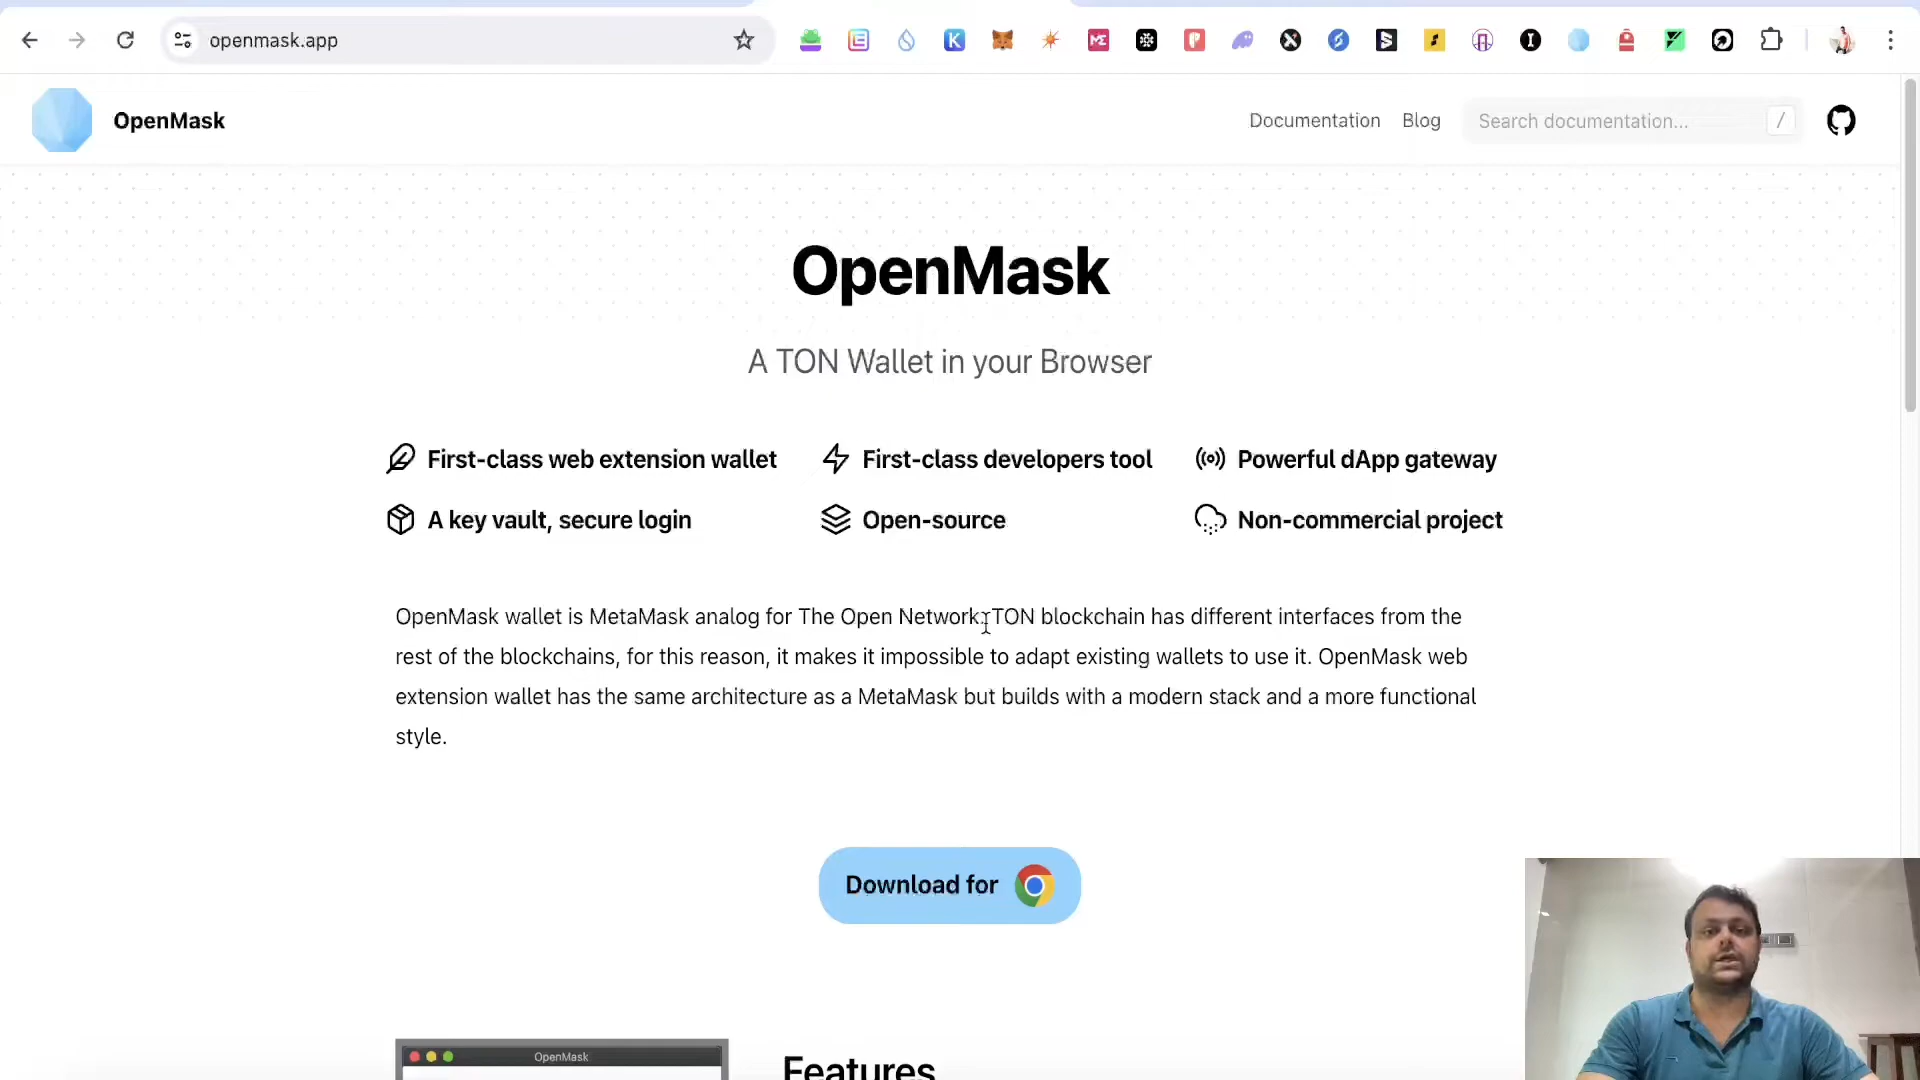 openmask.app
OpenMask
Documentation
Blog
Search documentation...
/
OpenMask
A TON Wallet in your Browser
First-class web extension wallet
First-class developers tool
Powerful dApp gateway
A key vault, secure login
Open-source
Non-commercial project
OpenMask wallet is MetaMask analog for The Open Network. TON blockchain has different interfaces from the
rest of the blockchains, for this reason, it makes it impossible to adapt existing wallets to use it. OpenMask web
extension wallet has the same architecture as a MetaMask but builds with a modern stack and a more functional
style.
Download for
OpenMask
Features